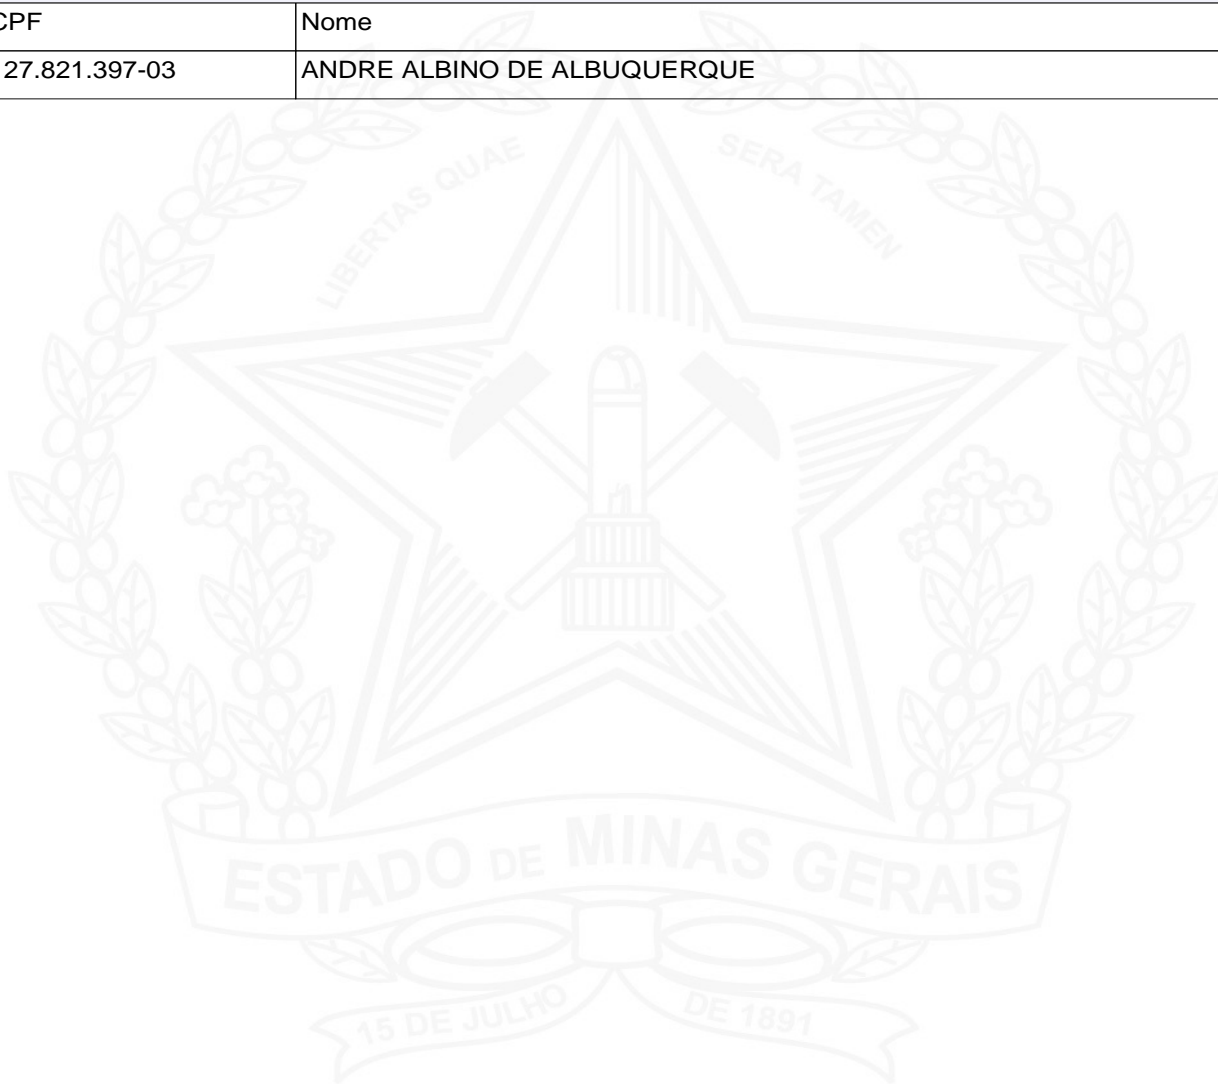 CPF Nome
27.821.397-03 ANDRE ALBINO DE ALBUQUERQUE
LIBERTAS QUAE SERA TAMEN
ESTADO DE MINAS GERAIS
15 DE JULHO DE 1891